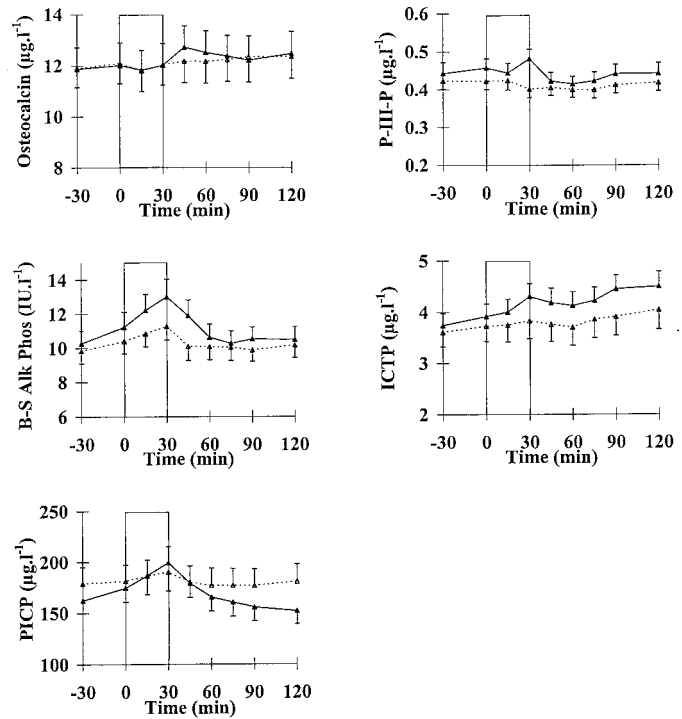 Osteocalcin (µg.l-1)
14
12
10
8
-30 0 30 60 90 120
Time (min)
P-III-P (µg.l-1)
0.6
0.5
0.4
0.3
0.2
-30 0 30 60 90 120
Time (min)
B-S Alk Phos (IU.l-1)
14
12
10
8
6
-30 0 30 60 90 120
Time (min)
ICTP (µg.l-1)
5
4
3
2
-30 0 30 60 90 120
Time (min)
PICP (µg.l-1)
250
200
150
100
-30 0 30 60 90 120
Time (min)